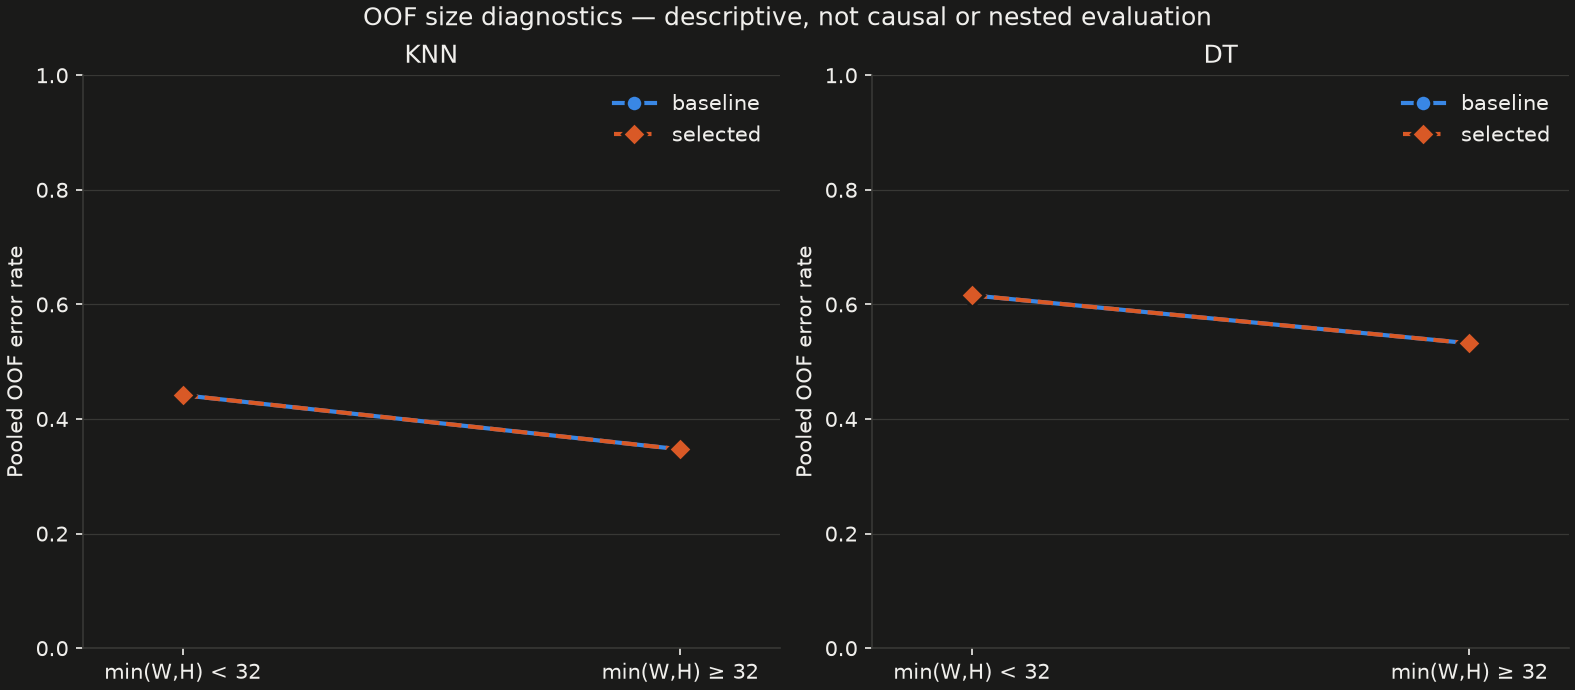 OOF size diagnostics — descriptive, not causal or nested evaluation
KNN
Pooled OOF error rate
1.0
0.8
0.6
0.4
0.2
0.0
baseline
selected
min(W,H) < 32
min(W,H) ≥ 32
DT
Pooled OOF error rate
1.0
0.8
0.6
0.4
0.2
0.0
baseline
selected
min(W,H) < 32
min(W,H) ≥ 32